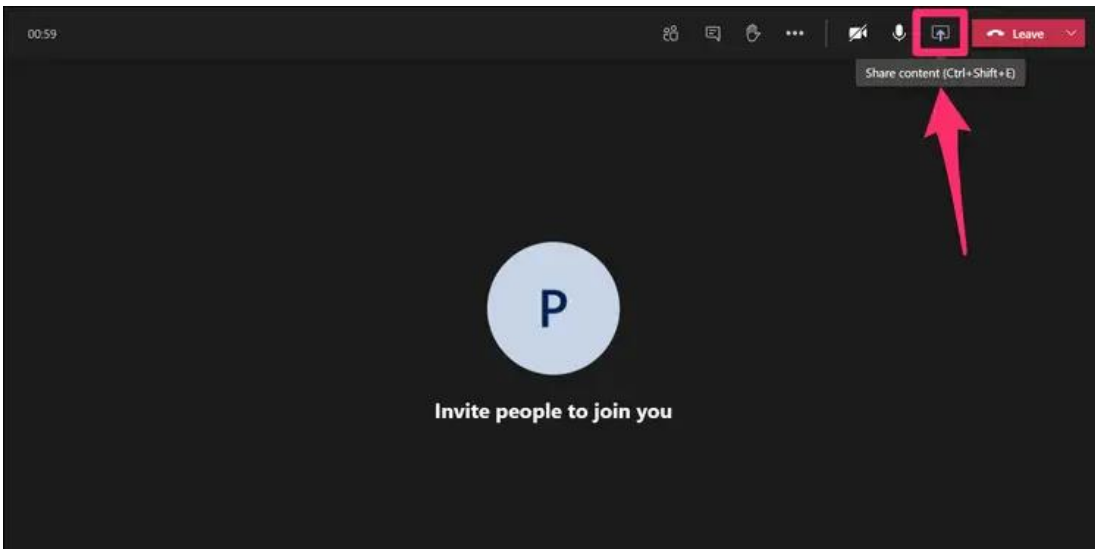 00:59
Leave
Share content (Ctrl+Shift+E)
P
Invite people to join you